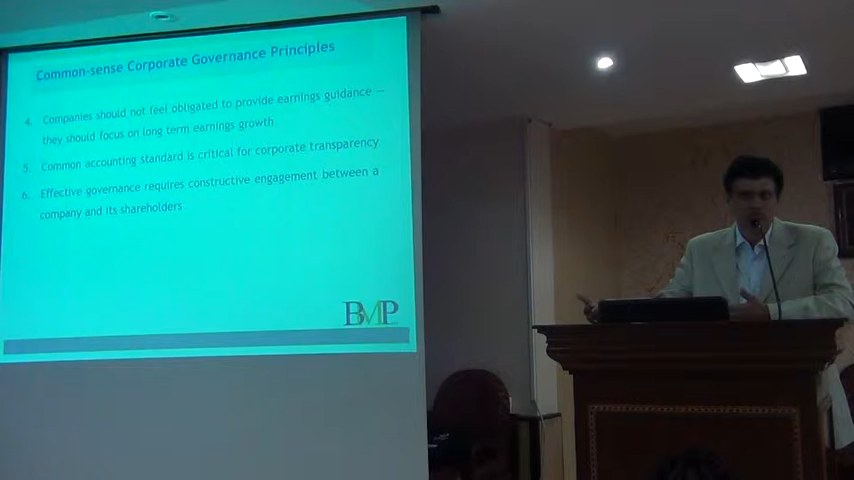 Common-sense Corporate Governance Principles
4. Companies should not feel obligated to provide earnings guidance —
they should focus on long term earnings growth
5. Common accounting standard is critical for corporate transparency
6. Effective governance requires constructive engagement between a
company and its shareholders
BMP